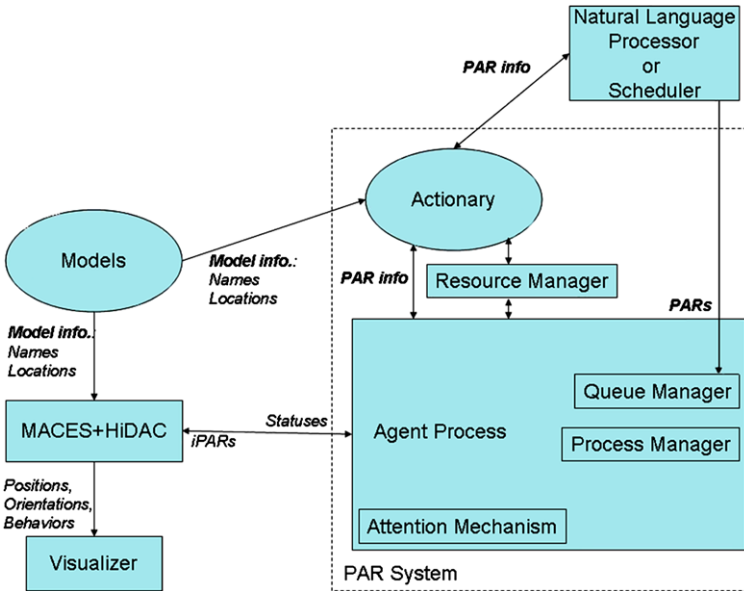 Natural Language
Processor
or
Scheduler
PAR info
Actionary
Models
Model info.:
Names
Locations
PAR info
Resource Manager
PARs
Model info.:
Names
Locations
Queue Manager
MACES+HiDAC
Statuses
iPARs
Agent Process
Process Manager
Positions,
Orientations,
Behaviors
Attention Mechanism
Visualizer
PAR System